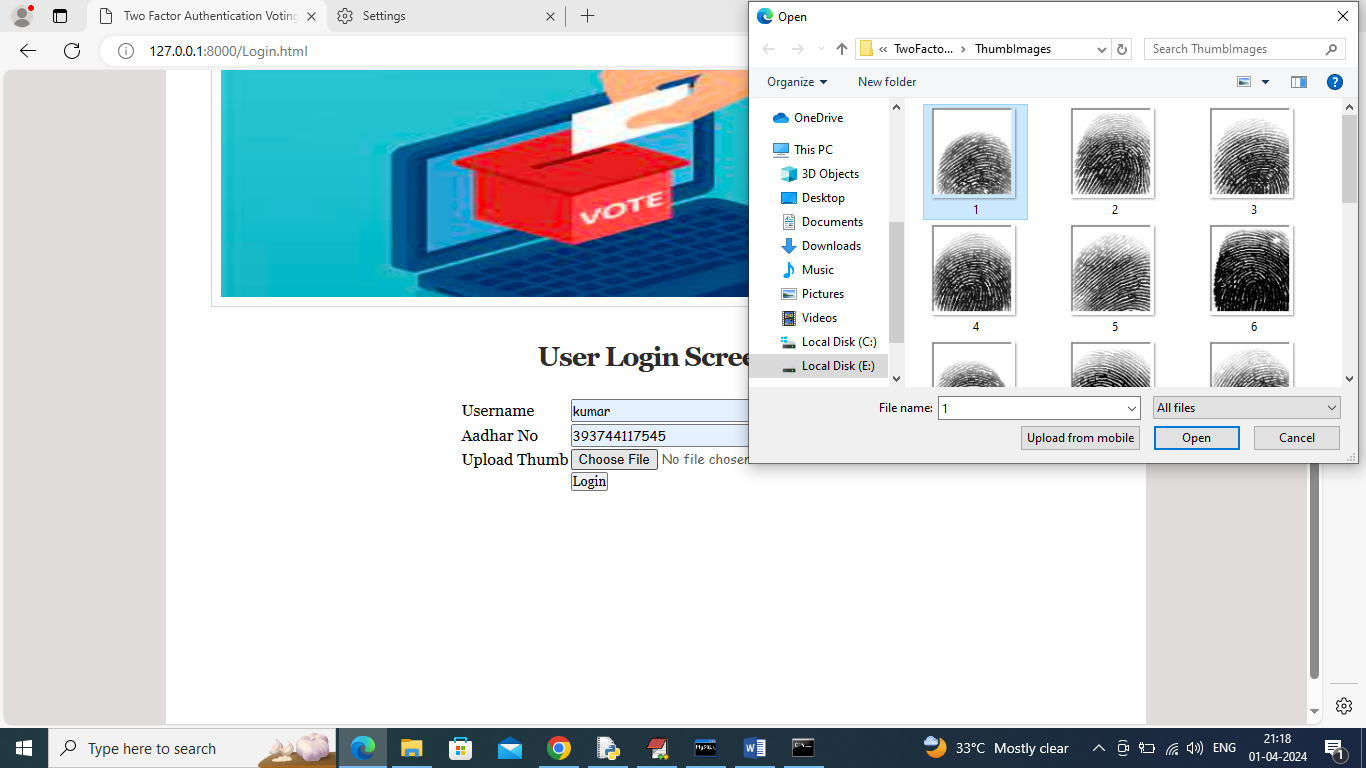 Two Factor Authentication Voting
Settings
127.0.0.1:8000/Login.html
VOTE
User Login Scree
Username
kumar
Aadhar No
393744117545
Upload Thumb
Choose File
No file chosen
Login
Open
« TwoFacto... › ThumbImages
Search ThumbImages
Organize
New folder
?
OneDrive
This PC
3D Objects
Desktop
Documents
Downloads
Music
Pictures
Videos
Local Disk (C:)
Local Disk (E:)
1
2
3
4
5
6
File name:
1
All files
Upload from mobile
Open
Cancel
Type here to search
33°C Mostly clear
ENG
21:18
01-04-2024
1